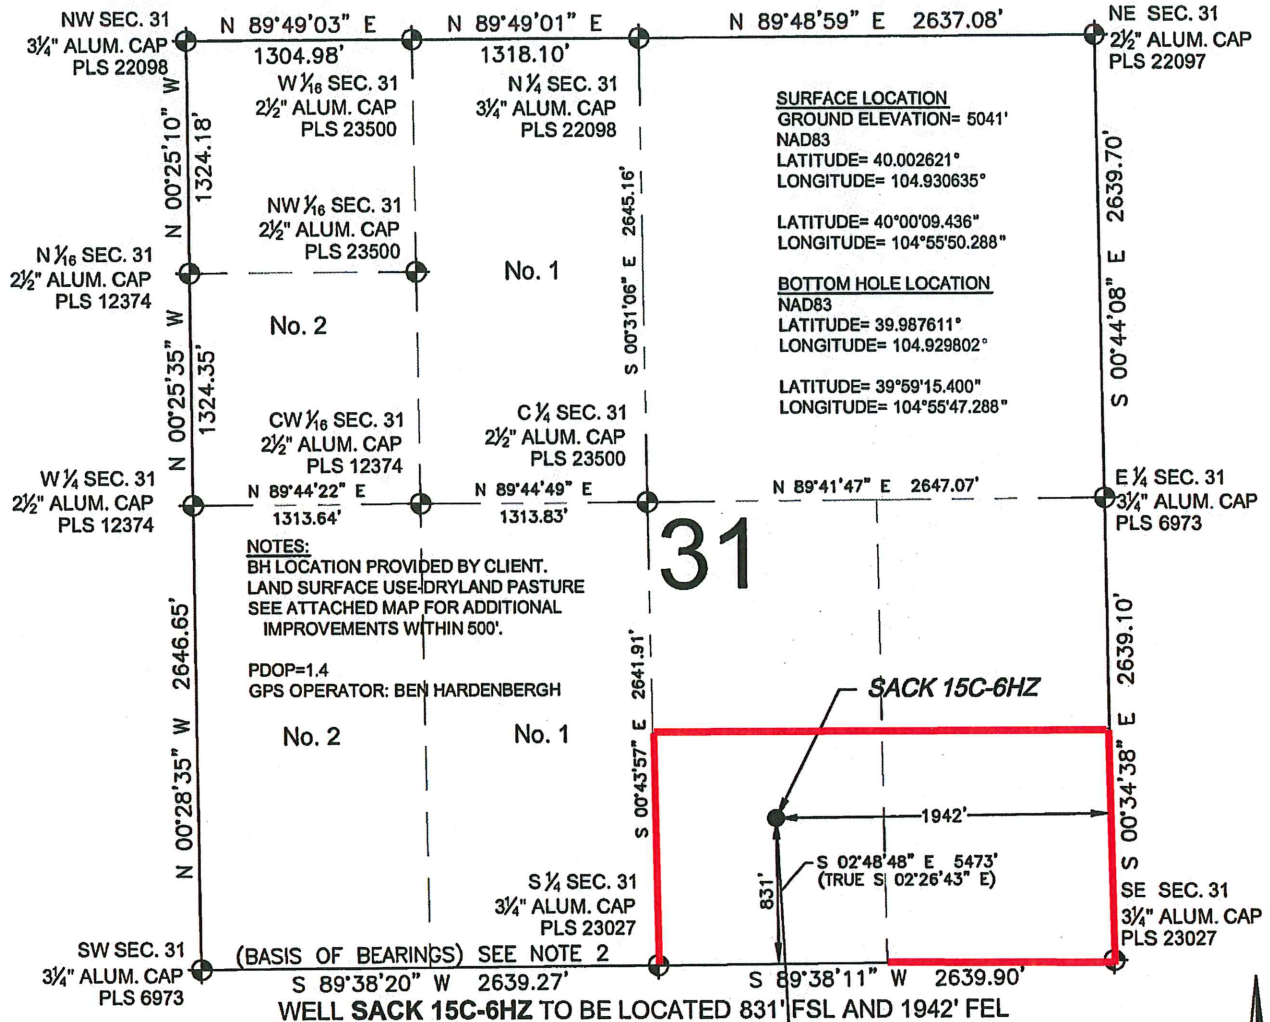 NW SEC. 31
3¼" ALUM. CAP
PLS 22098
N 89°49'03" E
1304.98'
N 89°49'01" E
1318.10'
N 89°48'59" E 2637.08'
NE SEC. 31
2½" ALUM. CAP
PLS 22097
W 1⁄16 SEC. 31
2½" ALUM. CAP
PLS 23500
N ¼ SEC. 31
3¼" ALUM. CAP
PLS 22098
SURFACE LOCATION
GROUND ELEVATION= 5041'
NAD83
LATITUDE= 40.002621°
LONGITUDE= 104.930635°
LATITUDE= 40°00'09.436"
LONGITUDE= 104°55'50.288"
BOTTOM HOLE LOCATION
NAD83
LATITUDE= 39.987611°
LONGITUDE= 104.929802°
LATITUDE= 39°59'15.400"
LONGITUDE= 104°55'47.288"
N 00°25'10" W
1324.18'
NW 1⁄16 SEC. 31
2½" ALUM. CAP
PLS 23500
S 00°31'06" E 2645.16'
S 00°44'08" E 2639.70'
N 1⁄16 SEC. 31
2½" ALUM. CAP
PLS 12374
No. 1
No. 2
N 00°25'35" W
1324.35'
CW 1⁄16 SEC. 31
2½" ALUM. CAP
PLS 12374
C ¼ SEC. 31
2½" ALUM. CAP
PLS 23500
W ¼ SEC. 31
2½" ALUM. CAP
PLS 12374
N 89°44'22" E
1313.64'
N 89°44'49" E
1313.83'
N 89°41'47" E 2647.07'
E ¼ SEC. 31
3¼" ALUM. CAP
PLS 6973
31
NOTES:
BH LOCATION PROVIDED BY CLIENT.
LAND SURFACE USE-DRYLAND PASTURE
SEE ATTACHED MAP FOR ADDITIONAL
IMPROVEMENTS WITHIN 500'.
PDOP=1.4
GPS OPERATOR: BEN HARDENBERGH
N 00°28'35" W 2646.65'
S 00°43'57" E 2641.91'
S 00°34'38" E 2639.10'
SACK 15C-6HZ
No. 2
No. 1
1942'
831'
S 02°48'48" E 5473'
(TRUE S 02°26'43" E)
S ¼ SEC. 31
3¼" ALUM. CAP
PLS 23027
SE SEC. 31
3¼" ALUM. CAP
PLS 23027
SW SEC. 31
3¼" ALUM. CAP
PLS 6973
(BASIS OF BEARINGS) SEE NOTE 2
S 89°38'20" W 2639.27'
S 89°38'11" W 2639.90'
WELL SACK 15C-6HZ TO BE LOCATED 831' FSL AND 1942' FEL